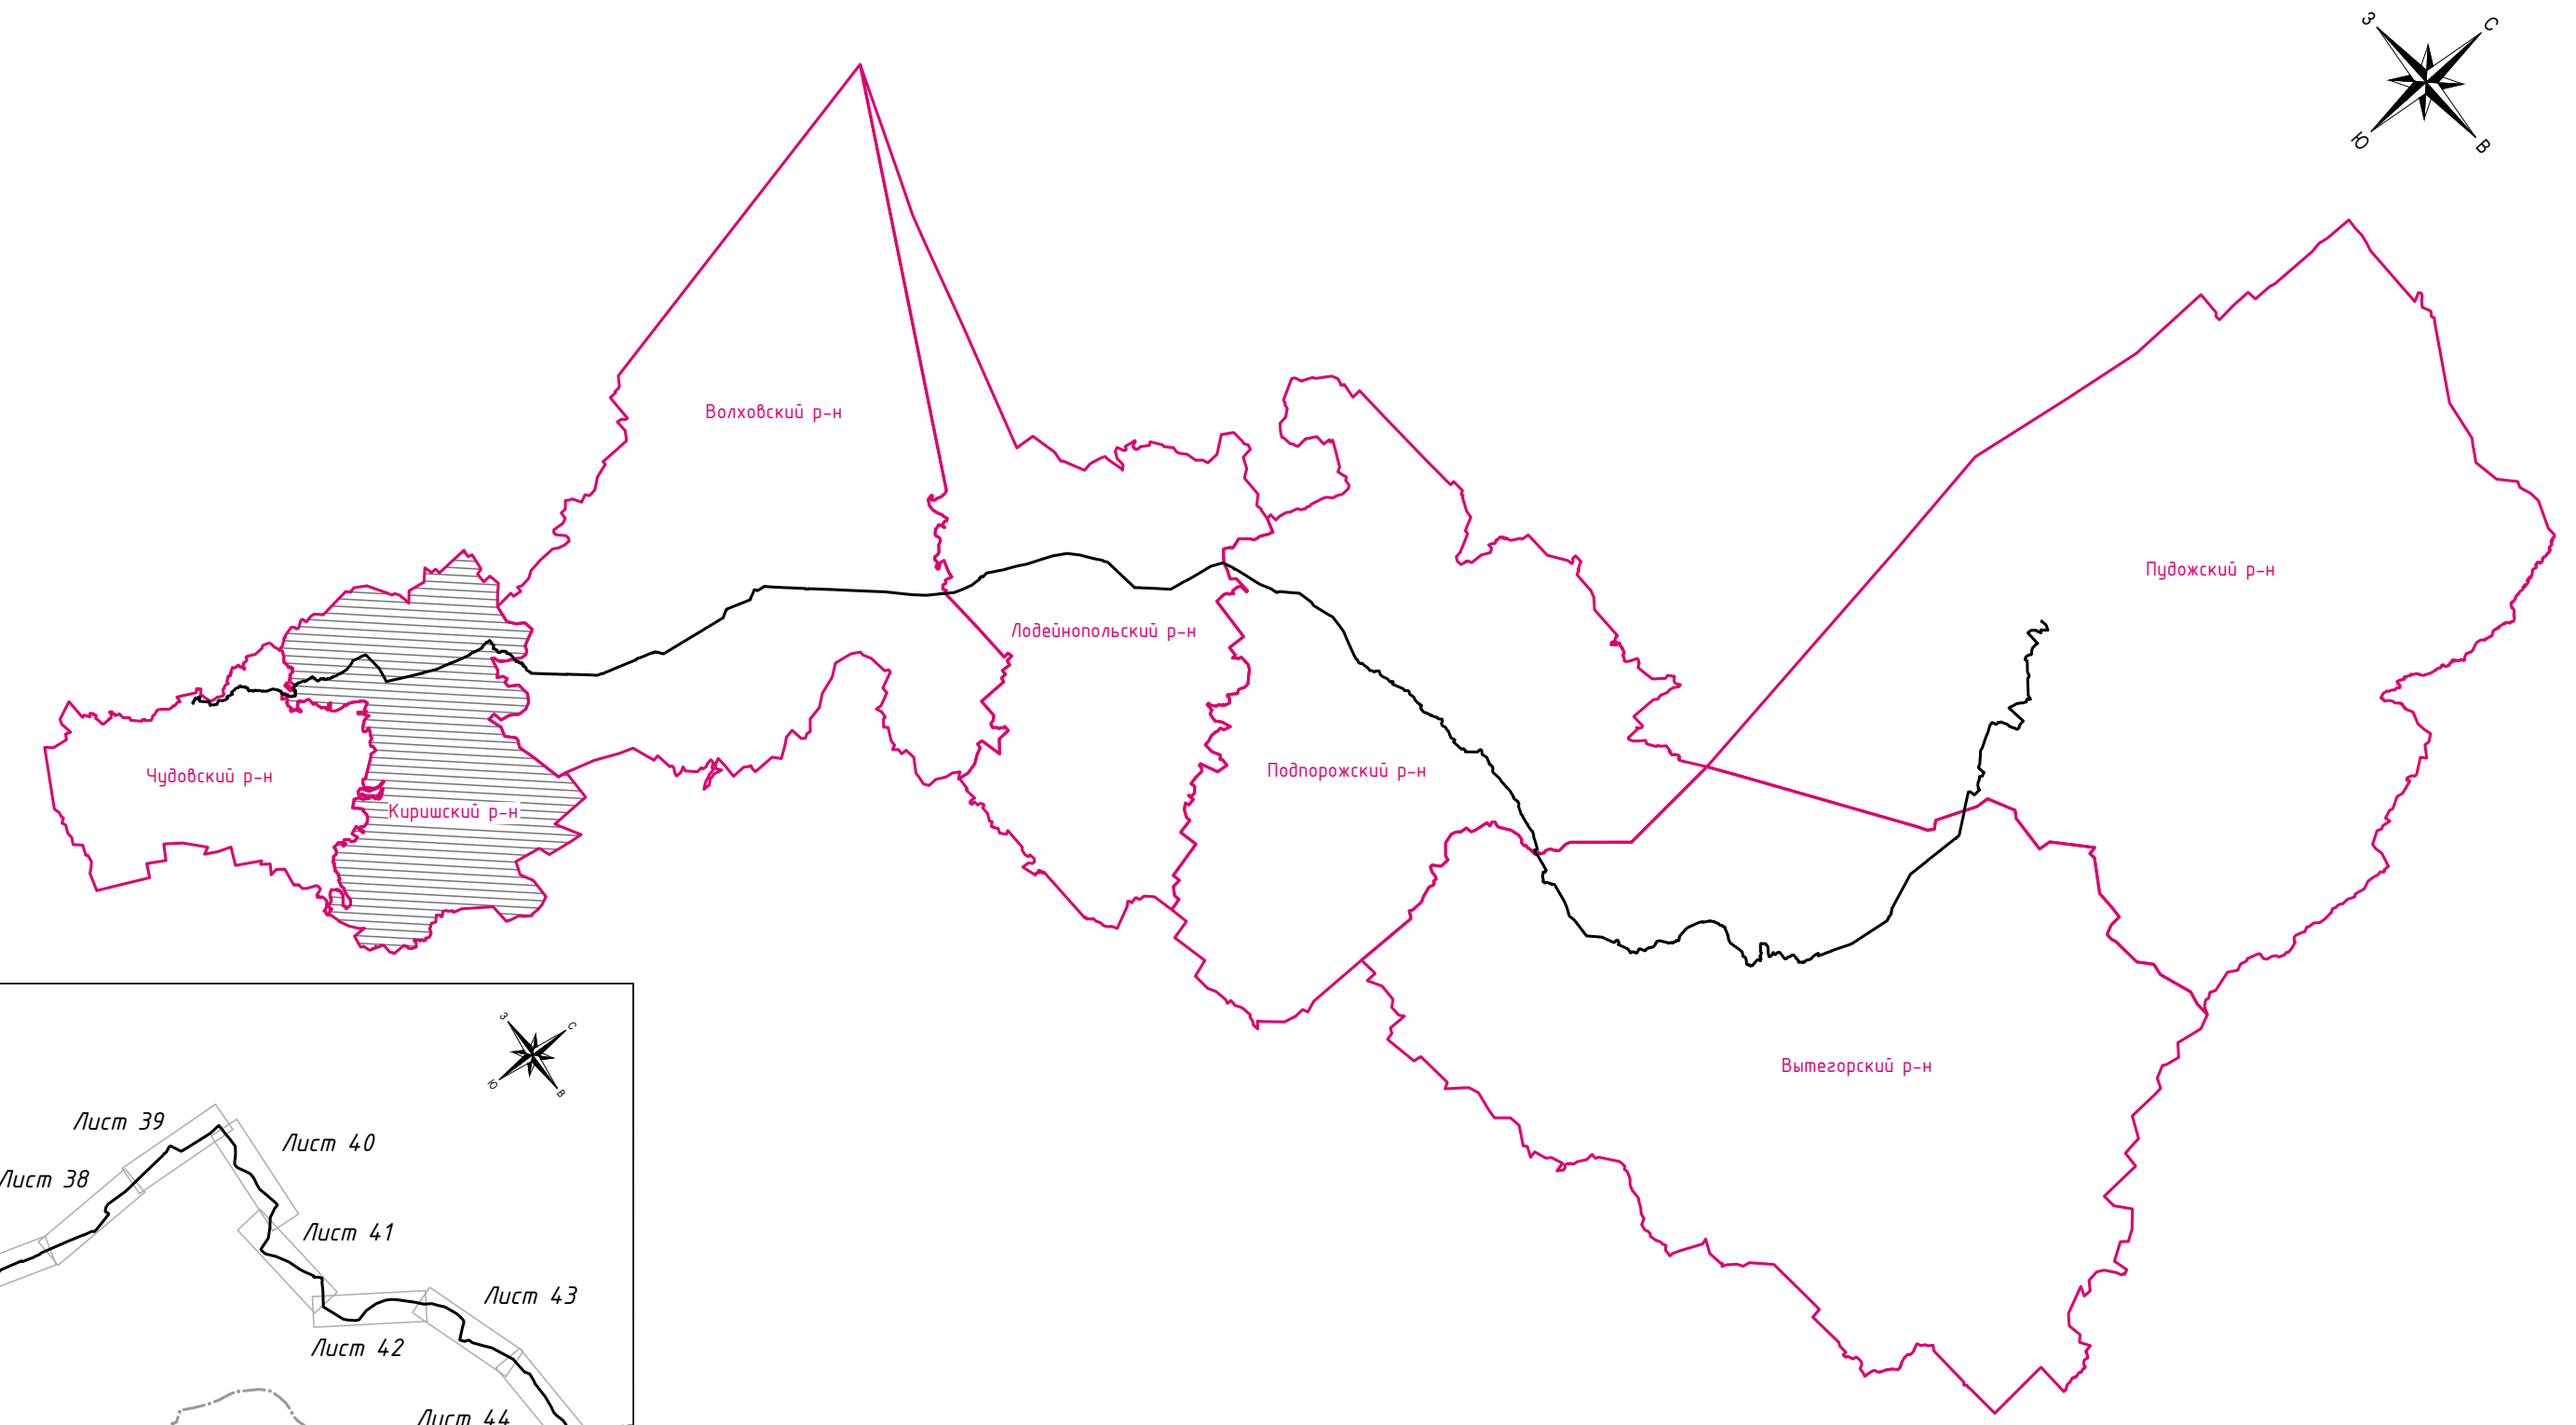 З
С
Ю
В
Волховский р-н
Пудожский р-н
Лодейнопольский р-н
Подпорожский р-н
Чудовский р-н
Киришский р-н
Вытегорский р-н
З
С
Ю
В
Лист 39
Лист 40
Лист 38
Лист 41
Лист 43
Лист 42
Лист 44